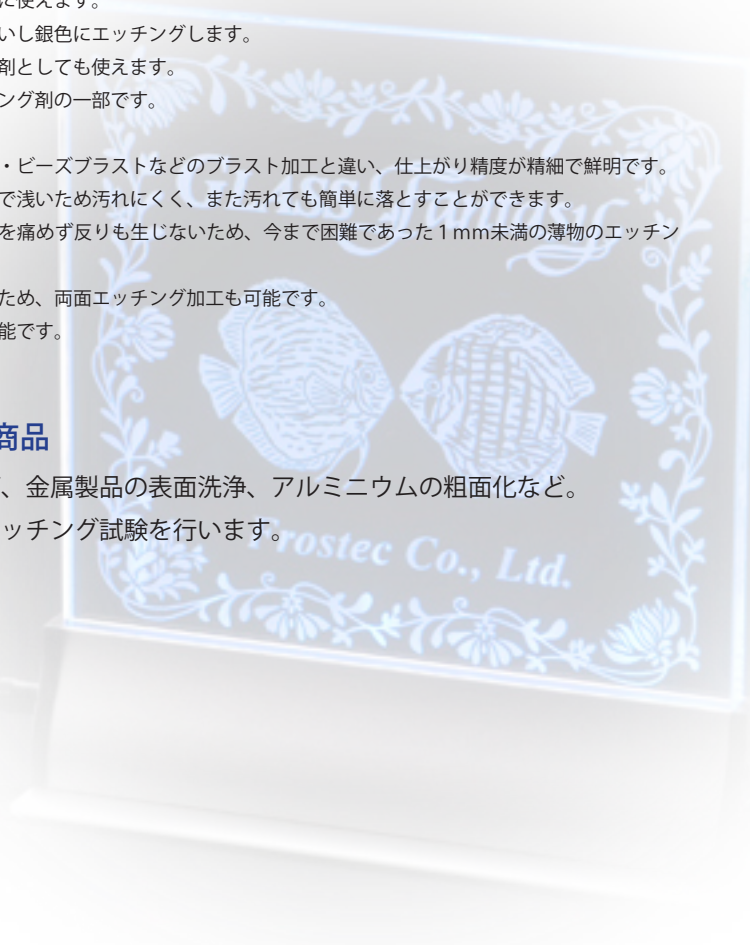 に使えます。
いし銀色にエッチングします。
剤としても使えます。
ング剤の一部です。
・ビーズブラストなどのブラスト加工と違い、仕上がり精度が精細で鮮明です。
で浅いため汚れにくく、また汚れても簡単に落とすことができます。
を痛めず反りも生じないため、今まで困難であった１mm未満の薄物のエッチン
ため、両面エッチング加工も可能です。
能です。
商品
、金属製品の表面洗浄、アルミニウムの粗面化など。
ッチング試験を行います。
GLASS
Frostec Co., Ltd.